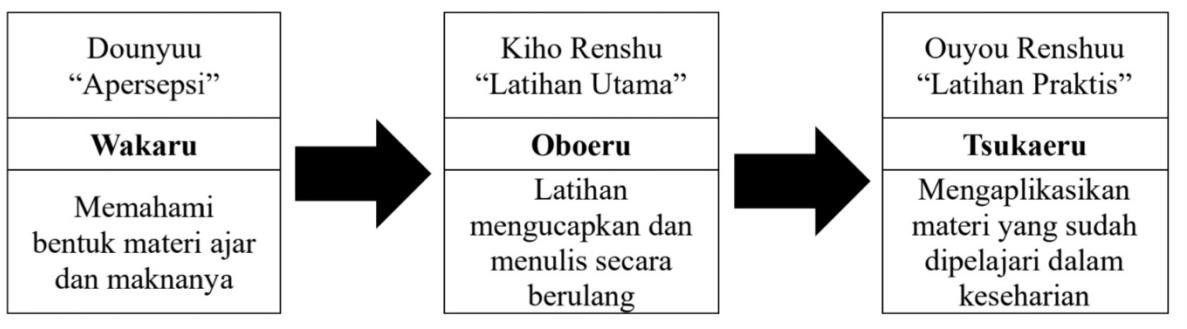 Dounyuu
“Apersepsi”
Wakaru
Memahami
bentuk materi ajar
dan maknanya
Kiho Renshu
“Latihan Utama”
Oboeru
Latihan
mengucapkan dan
menulis secara
berulang
Ouyou Renshuu
“Latihan Praktis”
Tsukaeru
Mengaplikasikan
materi yang sudah
dipelajari dalam
keseharian